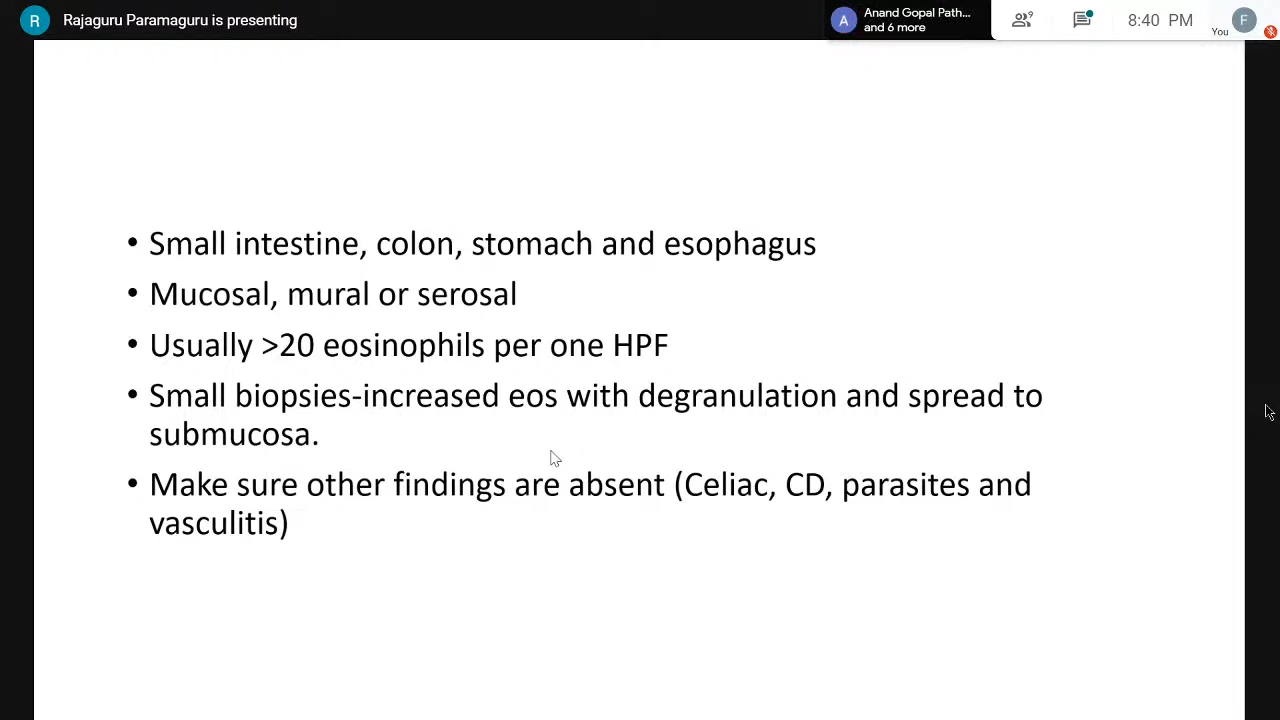 R Rajaguru Paramaguru is presenting
A Anand Gopal Path...
and 6 more
9
8:40 PM
You
F
• Small intestine, colon, stomach and esophagus
• Mucosal, mural or serosal
• Usually >20 eosinophils per one HPF
• Small biopsies-increased eos with degranulation and spread to
submucosa.
• Make sure other findings are absent (Celiac, CD, parasites and
vasculitis)